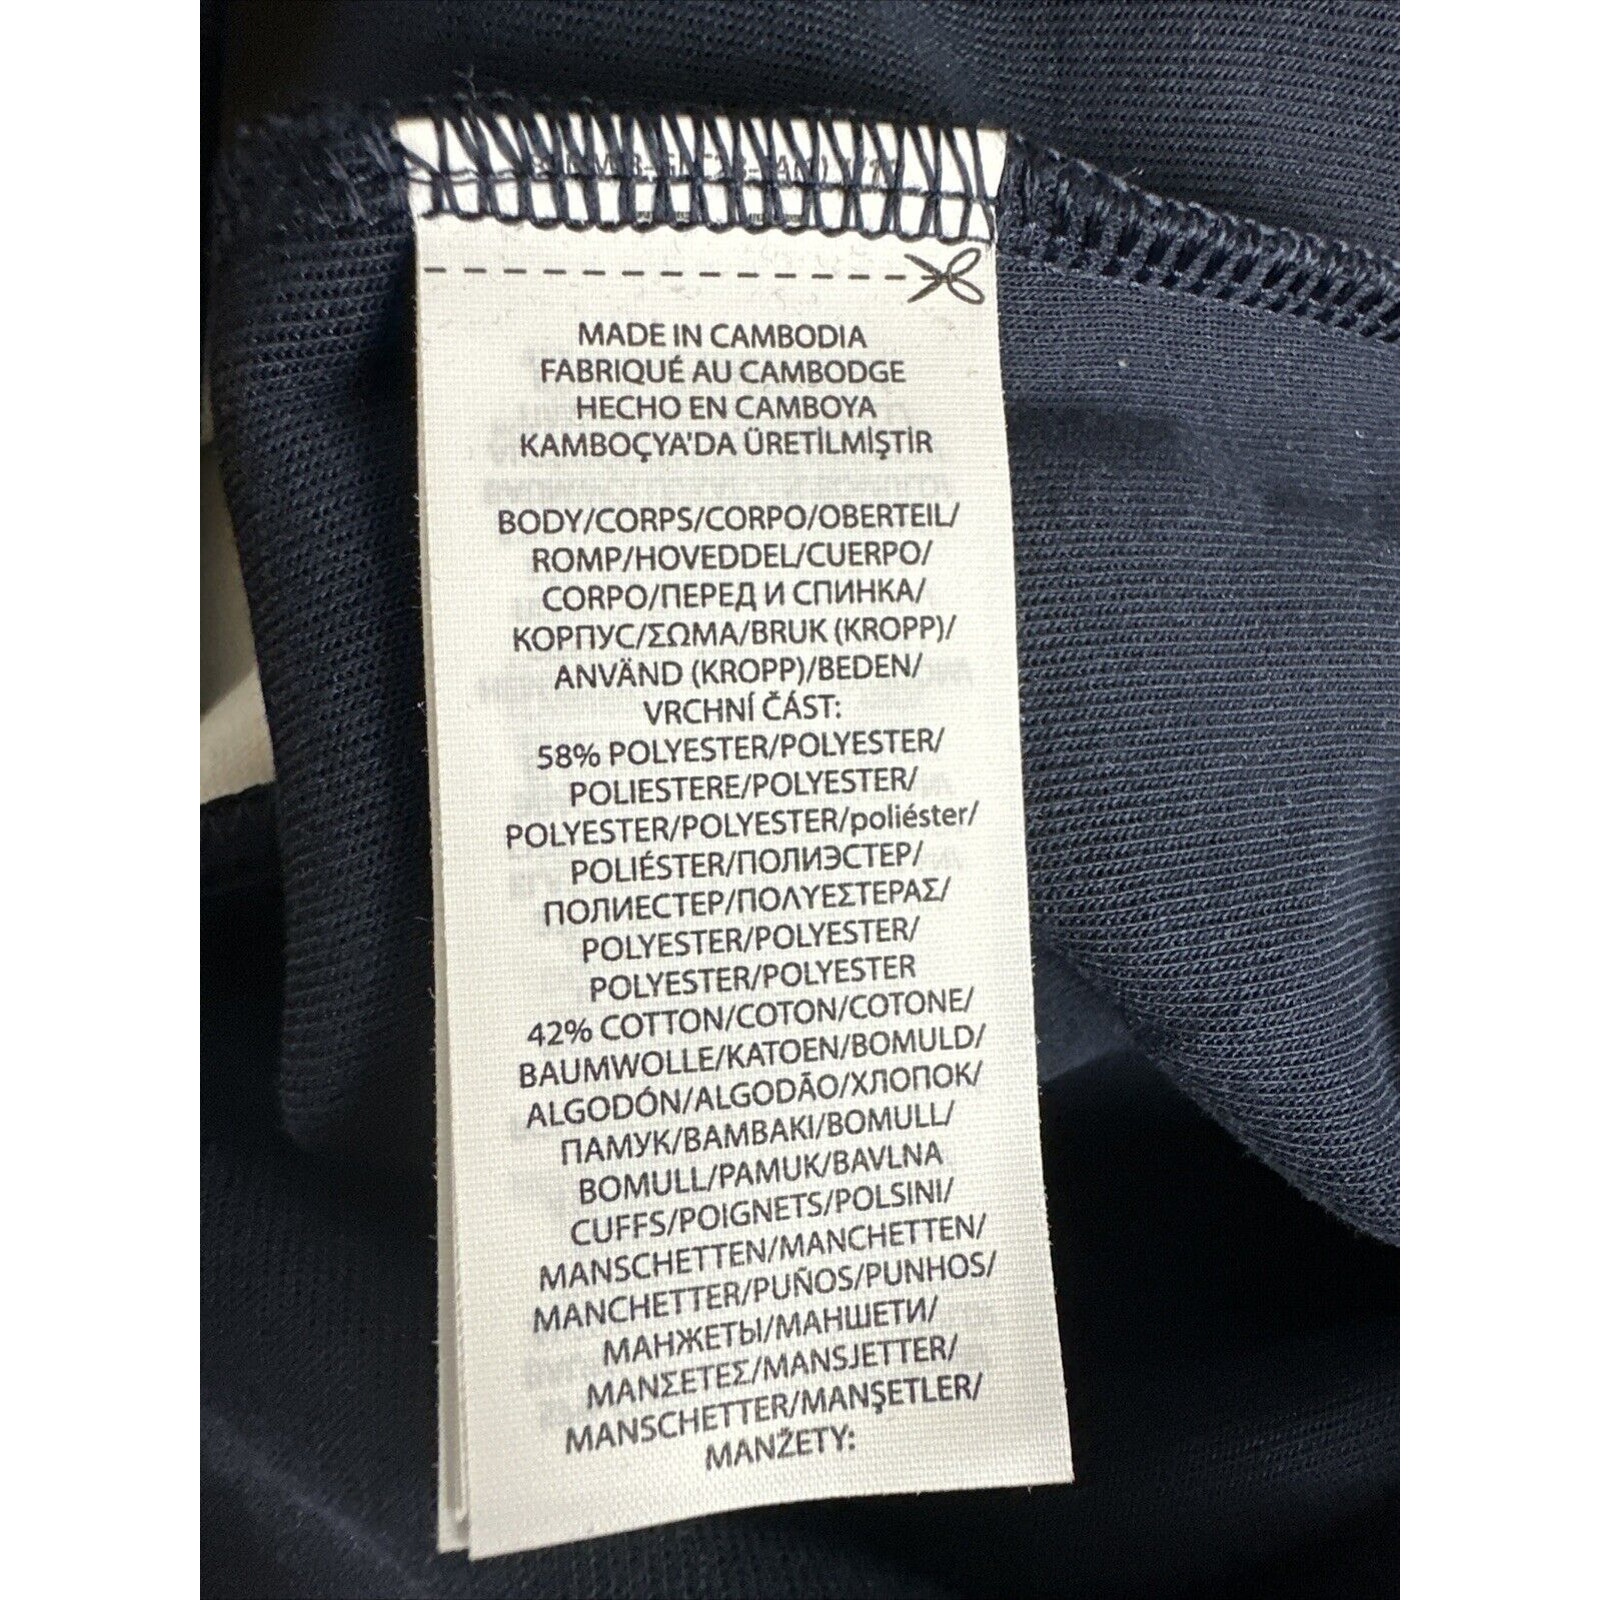 MADE IN CAMBODIA
FABRIQUÉ AU CAMBODGE
HECHO EN CAMBOYA
KAMBOÇYA'DA ÜRETİLMİŞTİR
BODY/CORPS/CORPO/OBERTEIL/
ROMP/HOVEDDEL/CUERPO/
CORPO/ПЕРЕД И СПИНКА/
КОРПУС/ΣΩΜΑ/BRUK (KROPP)/
ANVÄND (KROPP)/BEDEN/
VRCHNÍ ČÁST:
58% POLYESTER/POLYESTER/
POLIESTERE/POLYESTER/
POLYESTER/POLYESTER/poliéster/
POLIÉSTER/ПОЛИЭСТЕР/
ПОЛИЕСТЕР/ΠΟΛΥΕΣΤΕΡΑΣ/
POLYESTER/POLYESTER/
POLYESTER/POLYESTER
42% COTTON/COTON/COTONE/
BAUMWOLLE/KATOEN/BOMULD/
ALGODÓN/ALGODÃO/ХЛОПОК/
ПАМУК/BAMBAKI/BOMULL/
BOMULL/PAMUK/BAVLNA
CUFFS/POIGNETS/POLSINI/
MANSCHETTEN/MANCHETTEN/
MANCHETTER/PUÑOS/PUNHOS/
МАНЖЕТЫ/МАНШЕТИ/
ΜΑΝΣΕΤΕΣ/MANSJETTER/
MANSCHETTER/MANŞETLER/
MANŽETY: